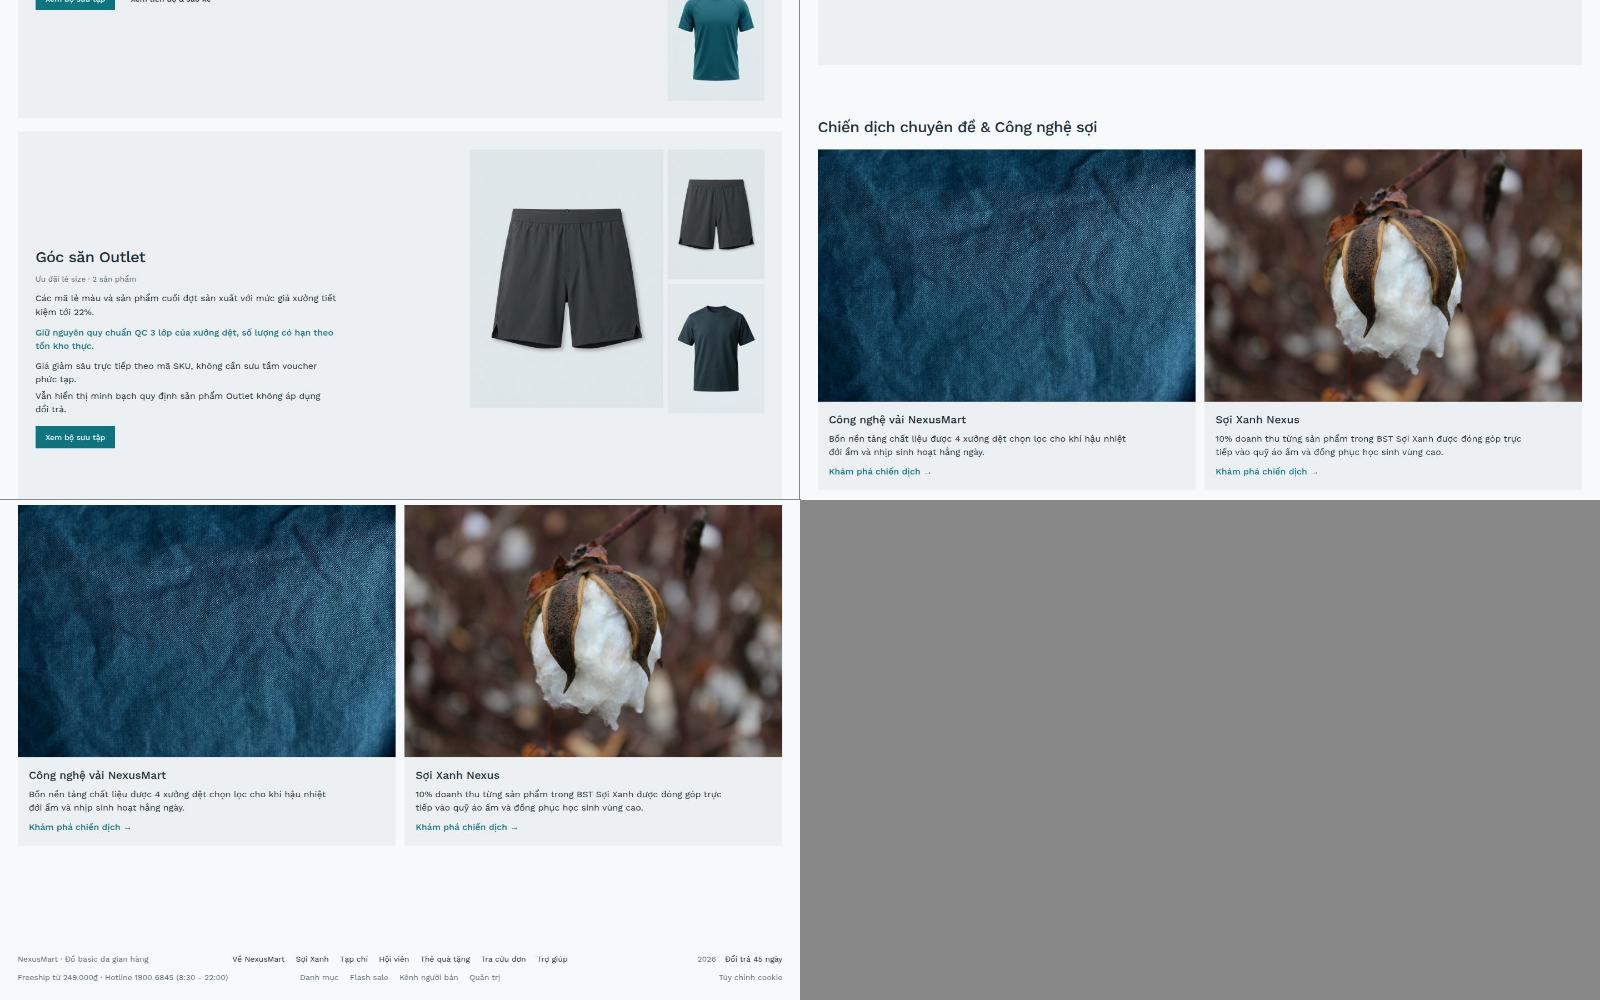 Xem bộ sưu tập
Góc săn Outlet
Ưu đãi lẻ size · 2 sản phẩm
Các mã lẻ màu và sản phẩm cuối đợt sản xuất với mức giá xưởng tiết
kiệm tới 22%.
Giữ nguyên quy chuẩn QC 3 lớp của xưởng dệt, số lượng có hạn theo
tồn kho thực.
Giá giảm sâu trực tiếp theo mã SKU, không cần sưu tầm voucher
phức tạp.
Vẫn hiển thị minh bạch quy định sản phẩm Outlet không áp dụng
đổi trả.
Xem bộ sưu tập
Chiến dịch chuyên đề & Công nghệ sợi
Công nghệ vải NexusMart
Bốn nền tảng chất liệu được 4 xưởng dệt chọn lọc cho khí hậu nhiệt
đới ẩm và nhịp sinh hoạt hằng ngày.
Khám phá chiến dịch →
Sợi Xanh Nexus
10% doanh thu từng sản phẩm trong BST Sợi Xanh được đóng góp trực
tiếp vào quỹ áo ấm và đồng phục học sinh vùng cao.
Khám phá chiến dịch →
Công nghệ vải NexusMart
Bốn nền tảng chất liệu được 4 xưởng dệt chọn lọc cho khí hậu nhiệt
đới ẩm và nhịp sinh hoạt hằng ngày.
Khám phá chiến dịch →
Sợi Xanh Nexus
10% doanh thu từng sản phẩm trong BST Sợi Xanh được đóng góp trực
tiếp vào quỹ áo ấm và đồng phục học sinh vùng cao.
Khám phá chiến dịch →
NexusMart · Đồ basic đa gian hàng
Về NexusMart Sợi Xanh Tạp chí Hội viên Thẻ quà tặng Tra cứu đơn Trợ giúp
2026 Đổi trả 45 ngày
Freeship từ 249.000₫ · Hotline 1900 6845 (8:30 – 22:00)
Danh mục Flash sale Kênh người bán Quản trị
Tùy chỉnh cookie